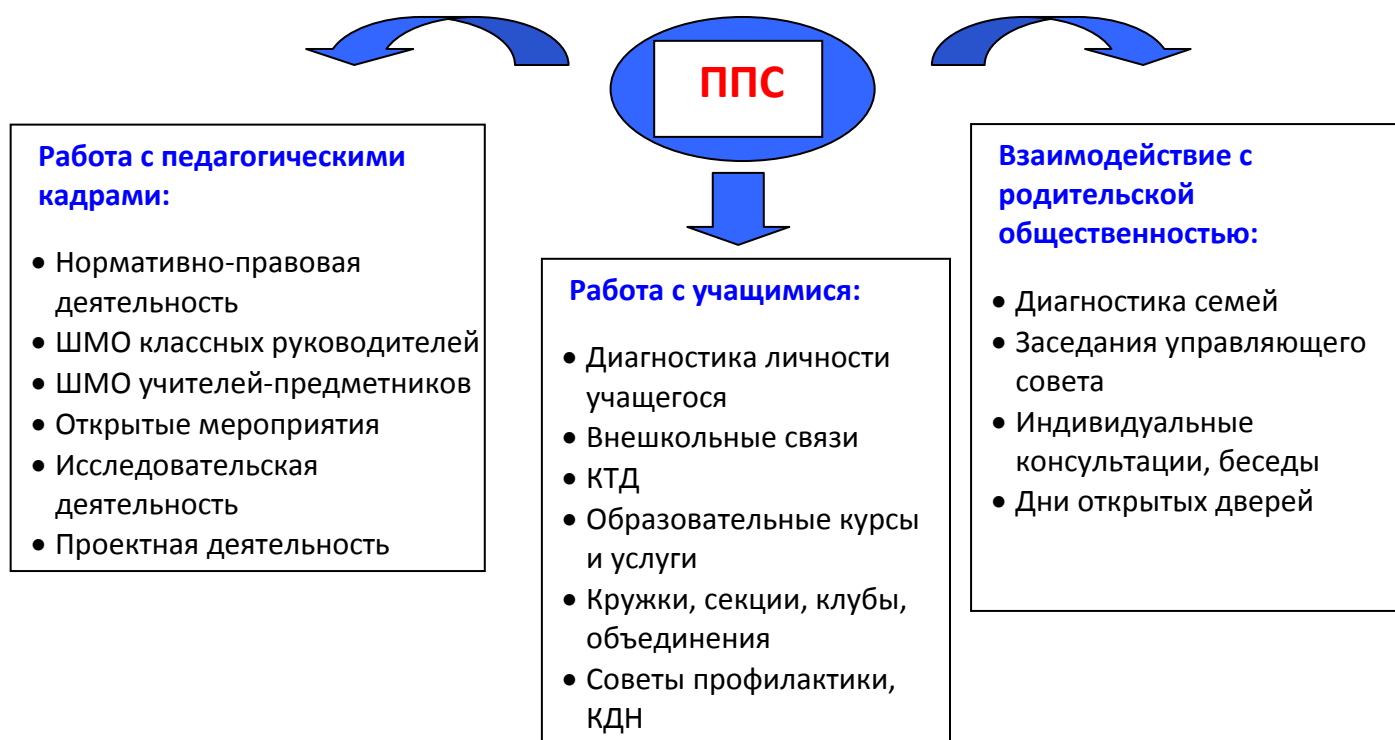 ППС
Работа с педагогическими
кадрами:
• Нормативно-правовая
деятельность
• ШМО классных руководителей
• ШМО учителей-предметников
• Открытые мероприятия
• Исследовательская
деятельность
• Проектная деятельность
Работа с учащимися:
• Диагностика личности
учащегося
• Внешкольные связи
• КТД
• Образовательные курсы
и услуги
• Кружки, секции, клубы,
объединения
• Советы профилактики,
КДН
Взаимодействие с
родительской
общественностью:
• Диагностика семей
• Заседания управляющего
совета
• Индивидуальные
консультации, беседы
• Дни открытых дверей